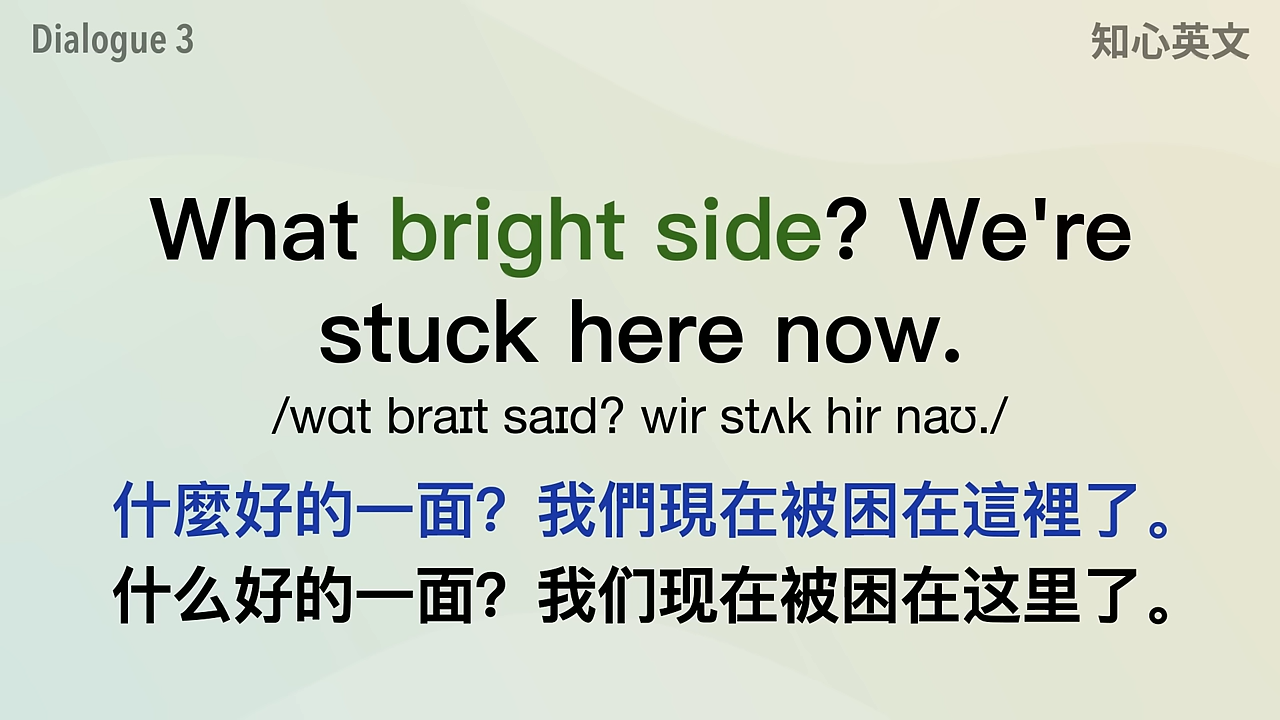 Dialogue 3
知心英文
What bright side? We're
stuck here now.
/wɑt braɪt saɪd? wir stʌk hir naʊ./
什麼好的一面？我們現在被困在這裡了。
什么好的一面？我们现在被困在这里了。